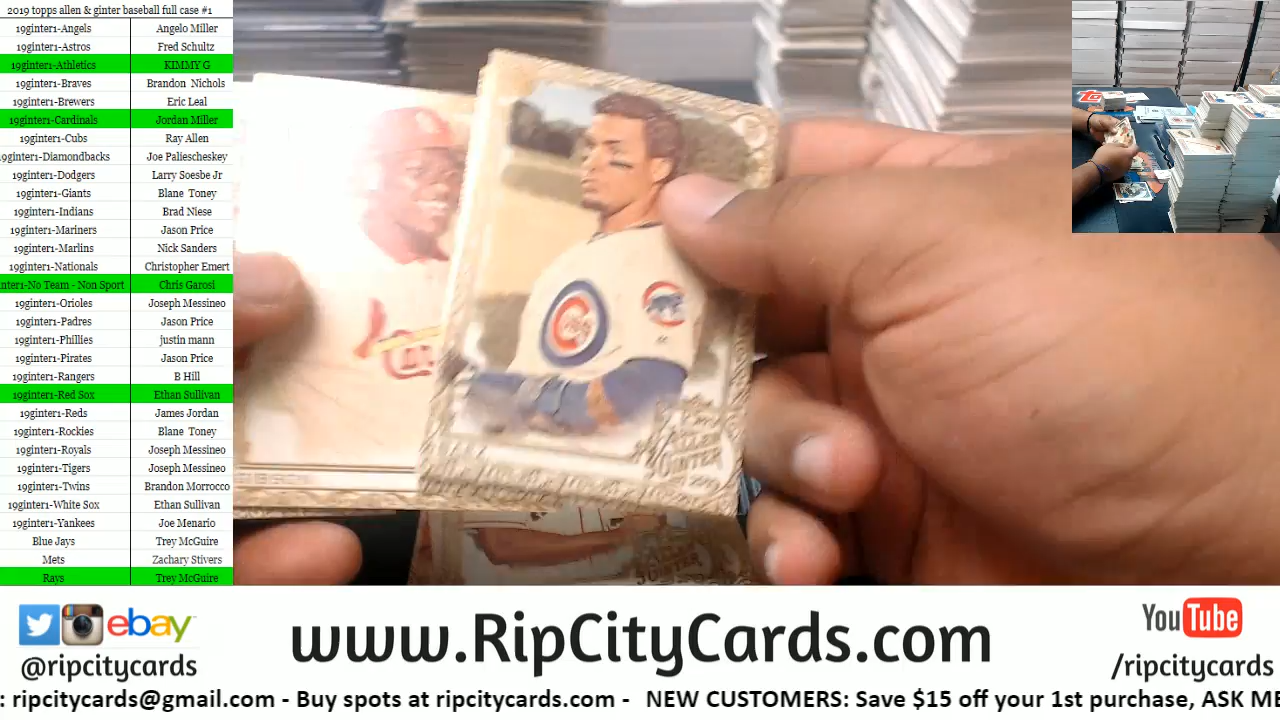 2019 topps allen & ginter baseball full case #1
19ginter1-Angels Angelo Miller
19ginter1-Astros Fred Schultz
19ginter1-Athletics KIMMY G
19ginter1-Braves Brandon Nichols
19ginter1-Brewers Eric Leal
19ginter1-Cardinals Jordan Miller
19ginter1-Cubs Ray Allen
9ginter1-Diamondbacks Joe Paliescheskey
19ginter1-Dodgers Larry Soesbe Jr
19ginter1-Giants Blane Toney
19ginter1-Indians Brad Niese
19ginter1-Mariners Jason Price
19ginter1-Marlins Nick Sanders
19ginter1-Nationals Christopher Emert
nter1-No Team - Non Sport Chris Garosi
19ginter1-Orioles Joseph Messineo
19ginter1-Padres Jason Price
19ginter1-Phillies justin mann
19ginter1-Pirates Jason Price
19ginter1-Rangers B Hill
19ginter1-Red Sox Ethan Sullivan
19ginter1-Reds James Jordan
19ginter1-Rockies Blane Toney
19ginter1-Royals Joseph Messineo
19ginter1-Tigers Joseph Messineo
19ginter1-Twins Brandon Morrocco
19ginter1-White Sox Ethan Sullivan
19ginter1-Yankees Joe Menario
Blue Jays Trey McGuire
Mets Zachary Stivers
Rays Trey McGuire
ALLEN
GINTER
ebay
@ripcitycards
www.RipCityCards.com
YouTube
/ripcitycards
: ripcitycards@gmail.com - Buy spots at ripcitycards.com - NEW CUSTOMERS: Save $15 off your 1st purchase, ASK ME